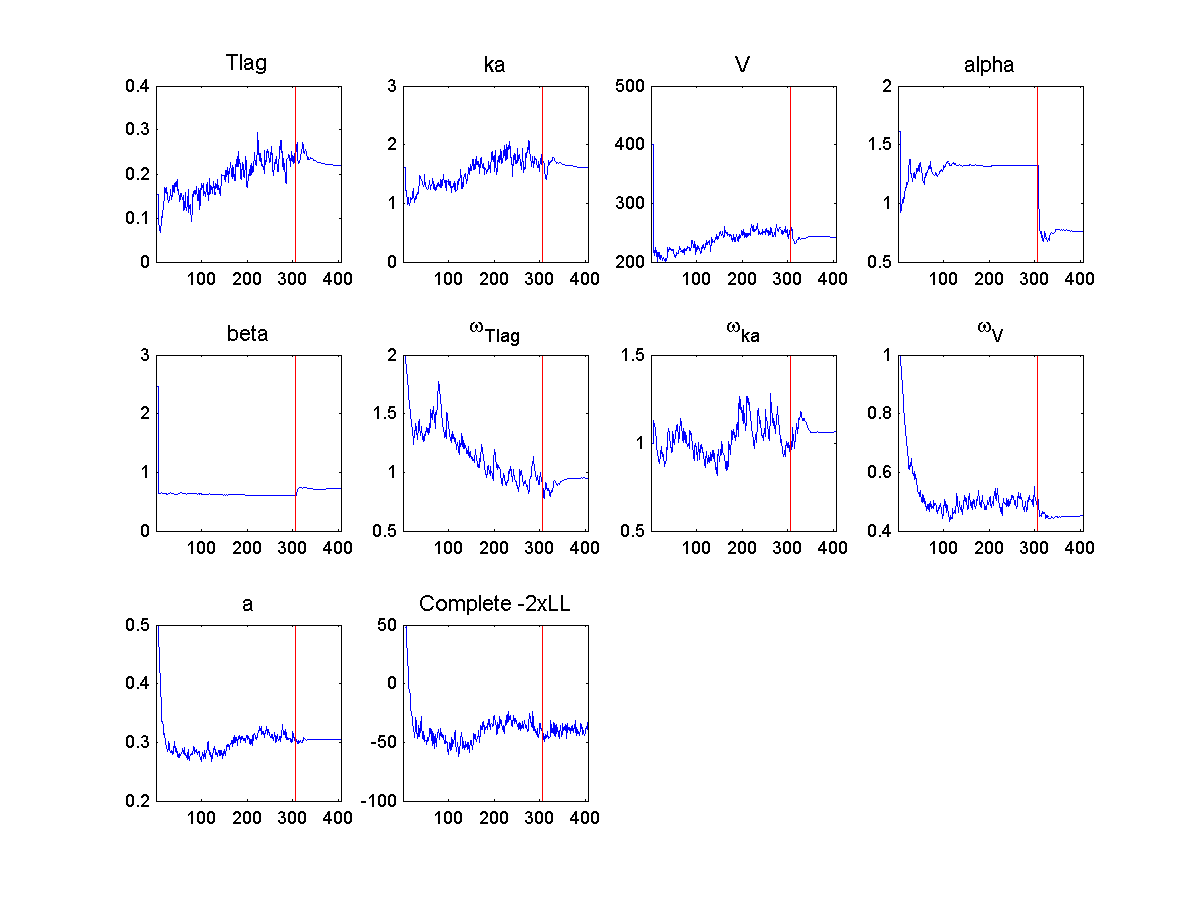 Tlag ka V alpha
0.4 3 500 2
0.3 400 1.5
2
0.2 300 1
1
0.1
0 0 200 0.5
100 200 300 400 100 200 300 400 100 200 300 400 100 200 300 400
beta ωTlag ωka ωV
3 2 1.5 1
2 1.5 0.8
1
1 1 0.6
0 0.5 0.5 0.4
100 200 300 400 100 200 300 400 100 200 300 400 100 200 300 400
a Complete -2xLL
0.5 50
0.4 0
0.3 -50
0.2 -100
100 200 300 400 100 200 300 400